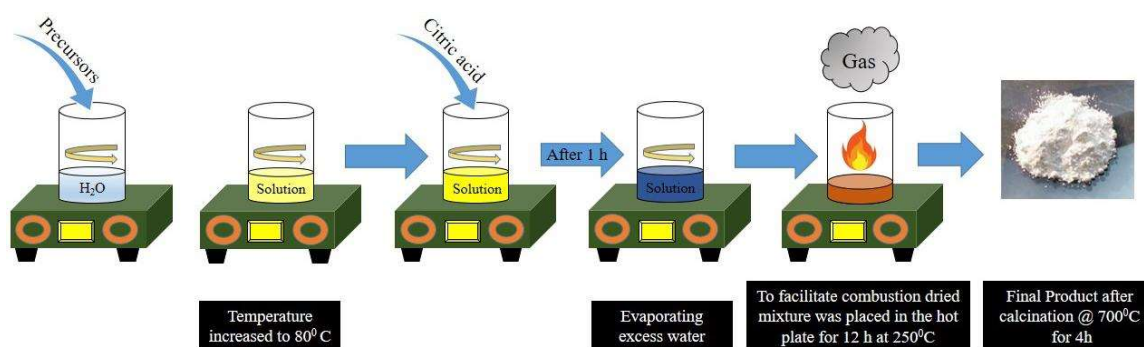 Precursors
H₂O
Solution
Citric acid
Solution
After 1 h
Solution
Gas
Temperature
increased to 80⁰ C
Evaporating
excess water
To facilitate combustion dried
mixture was placed in the hot
plate for 12 h at 250⁰C
Final Product after
calcination @ 700⁰C
for 4h